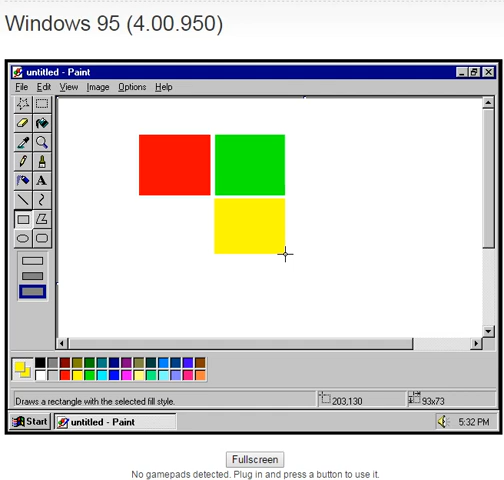 Windows 95 (4.00.950)
untitled - Paint
File Edit View Image Options Help
A
Draws a rectangle with the selected fill style. 203,130 93x73
Start untitled - Paint 5:32 PM
Fullscreen
No gamepads detected. Plug in and press a button to use it.